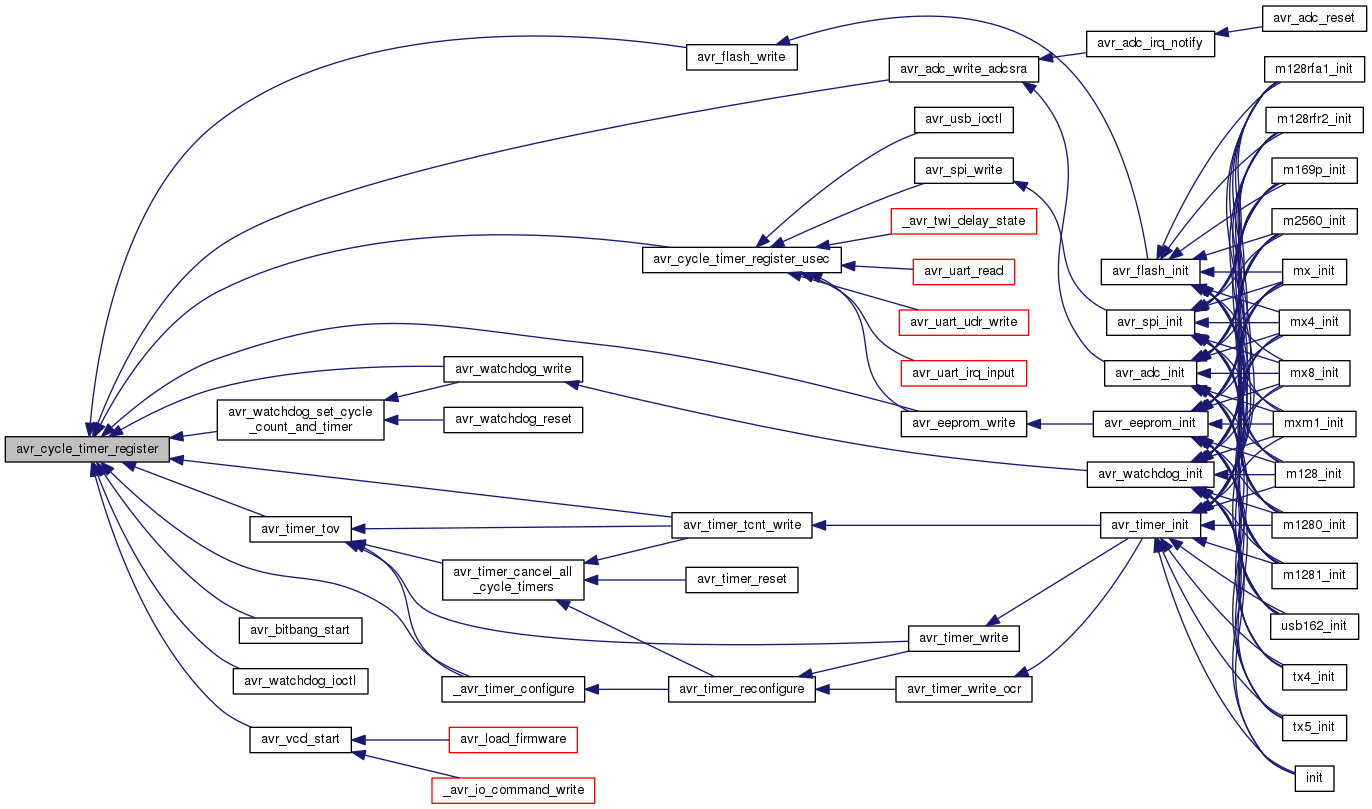 avr_cycle_timer_register
avr_flash_write
avr_adc_write_adcsra
avr_cycle_timer_register_usec
avr_watchdog_write
avr_watchdog_set_cycle
_count_and_timer
avr_watchdog_reset
avr_timer_tov
avr_timer_cancel_all
_cycle_timers
avr_bitbang_start
avr_watchdog_ioctl
_avr_timer_configure
avr_vcd_start
avr_load_firmware
_avr_io_command_write
avr_timer_tcnt_write
avr_timer_reset
avr_timer_reconfigure
avr_usb_ioctl
avr_spi_write
_avr_twi_delay_state
avr_uart_read
avr_uart_udr_write
avr_uart_irq_input
avr_eeprom_write
avr_timer_write
avr_timer_write_ocr
avr_adc_irq_notify
avr_flash_init
avr_spi_init
avr_adc_init
avr_eeprom_init
avr_watchdog_init
avr_timer_init
avr_adc_reset
m128rfa1_init
m128rfr2_init
m169p_init
m2560_init
mx_init
mx4_init
mx8_init
mxm1_init
m128_init
m1280_init
m1281_init
usb162_init
tx4_init
tx5_init
init